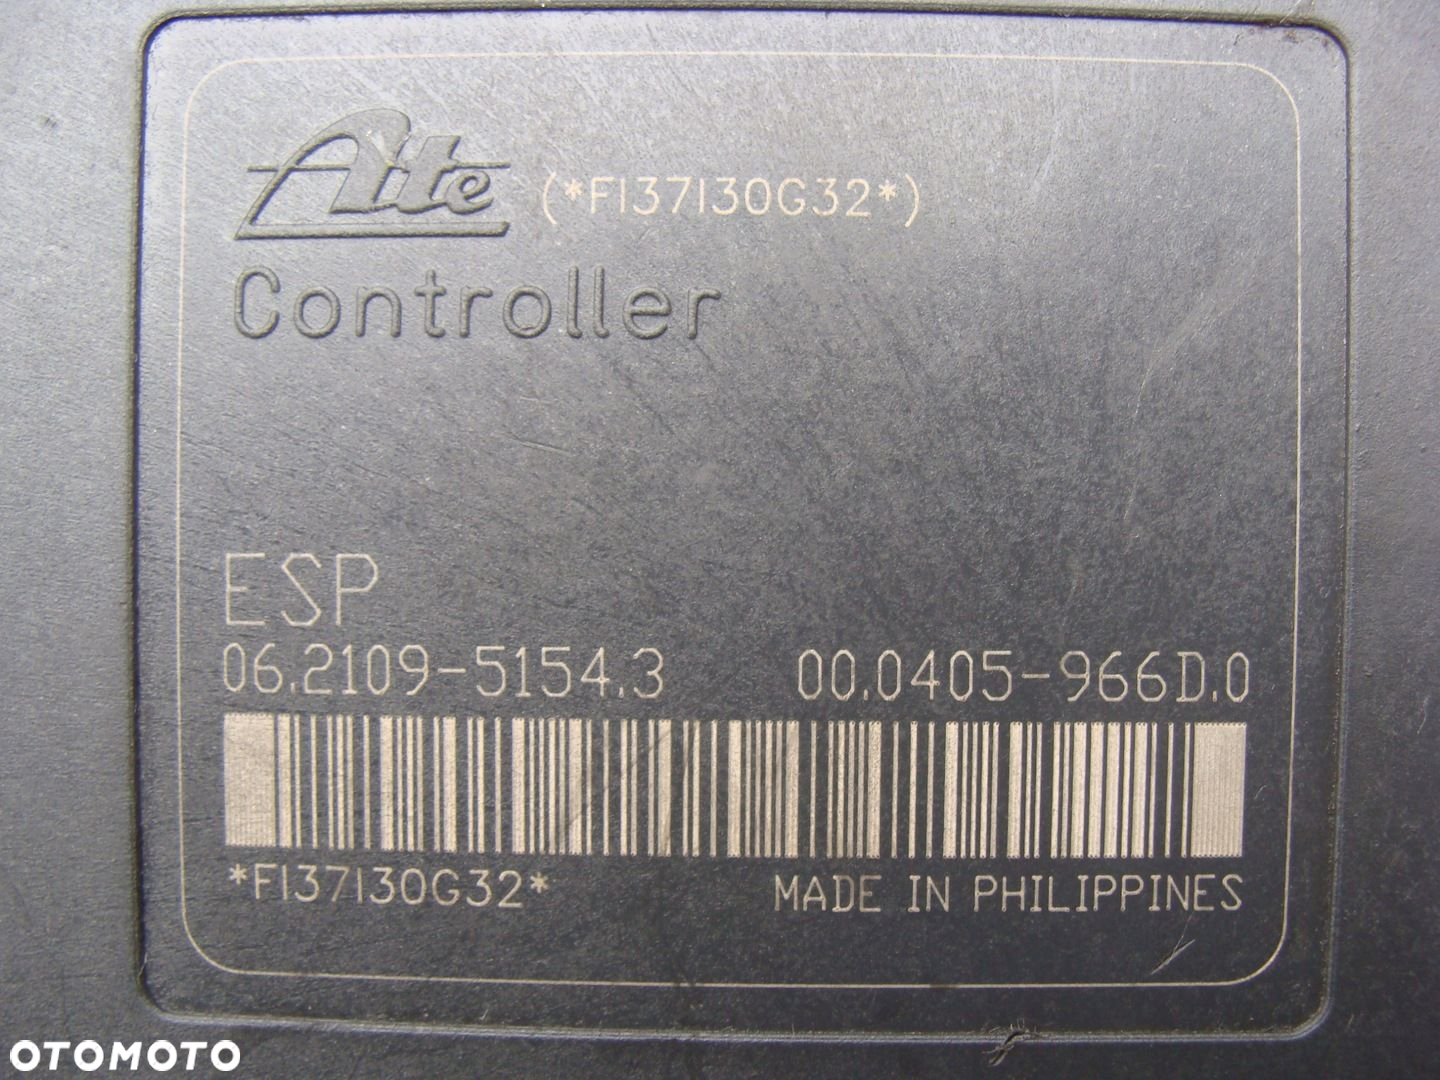 Ate (*F137130G32*)
Controller
ESP
06.2109-5154.3 00.0405-966D.0
*F137130G32* MADE IN PHILIPPINES
OTOMOTO